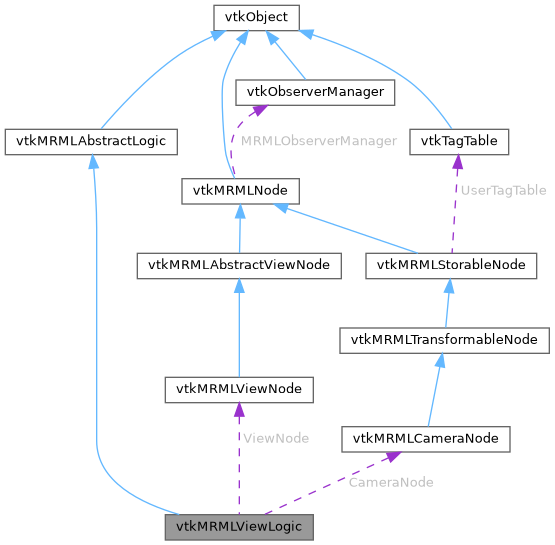 vtkObject
vtkObserverManager
vtkMRMLAbstractLogic
MRMLObserverManager
vtkTagTable
vtkMRMLNode
UserTagTable
vtkMRMLAbstractViewNode
vtkMRMLStorableNode
vtkMRMLTransformableNode
vtkMRMLViewNode
ViewNode
vtkMRMLCameraNode
CameraNode
vtkMRMLViewLogic